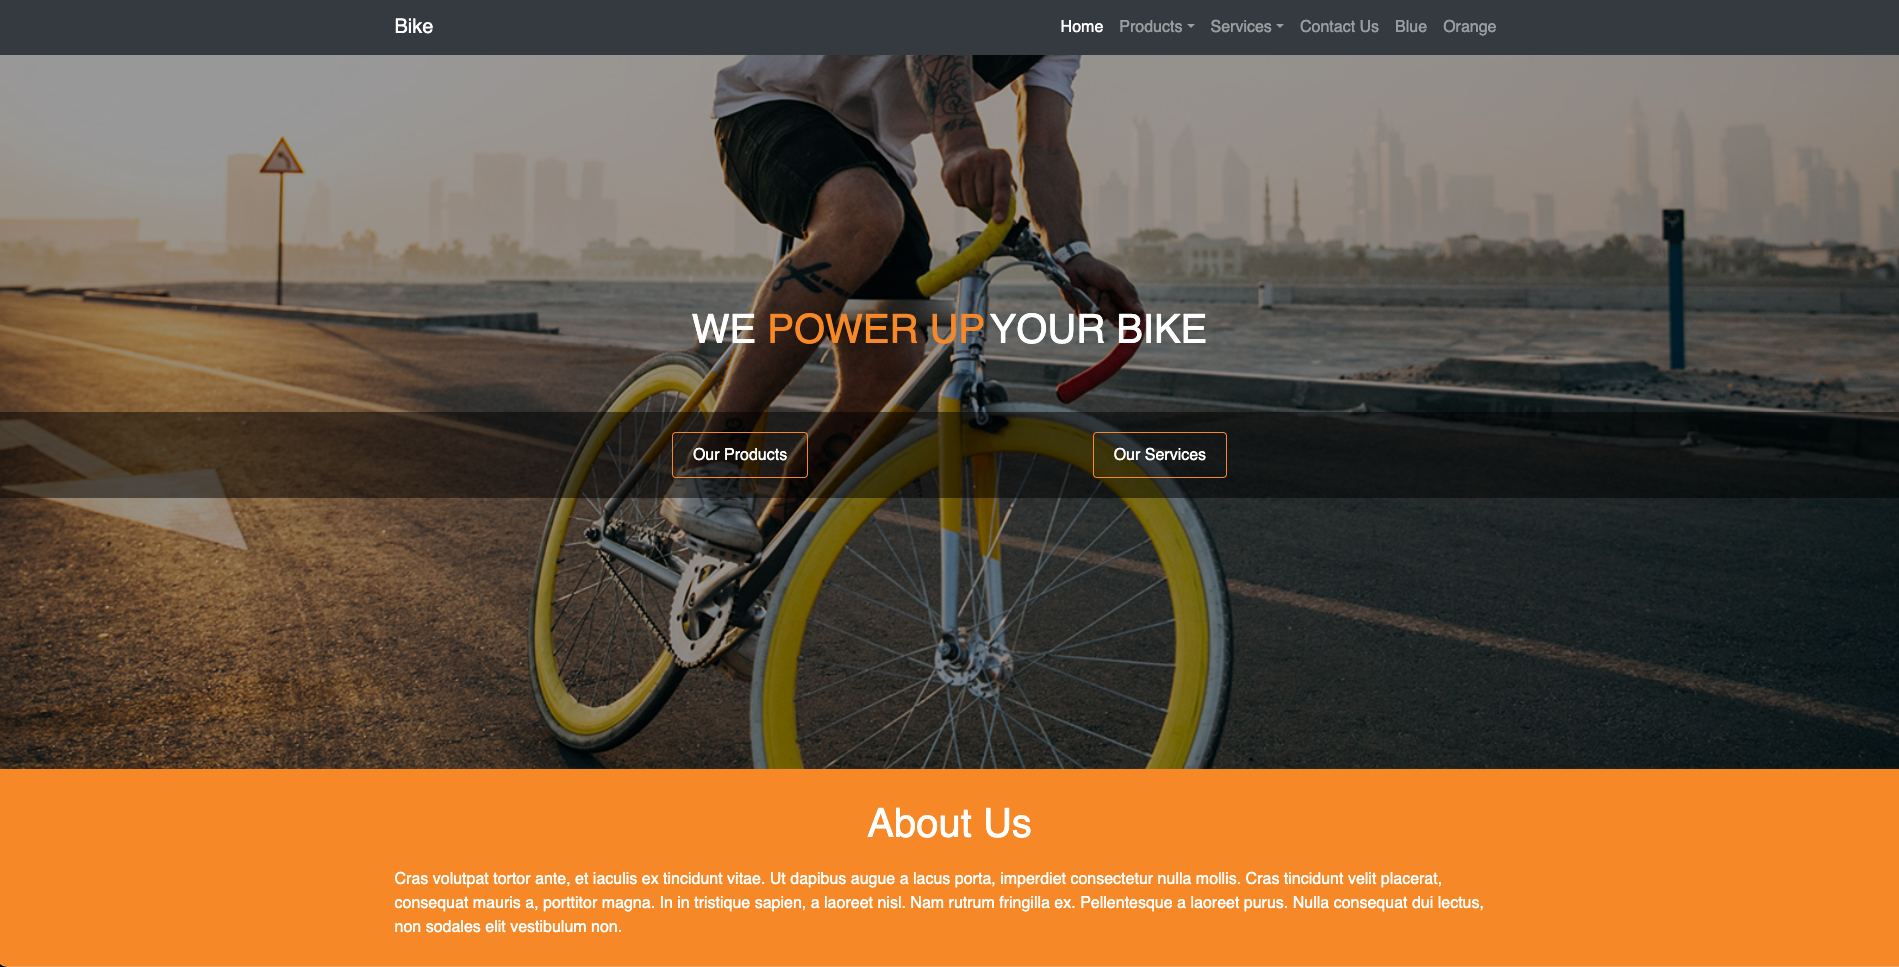 Bike
Home Products Services Contact Us Blue Orange
WE POWER UP YOUR BIKE
Our Products
Our Services
About Us
Cras volutpat tortor ante, et iaculis ex tincidunt vitae. Ut dapibus augue a lacus porta, imperdiet consectetur nulla mollis. Cras tincidunt velit placerat,
consequat mauris a, porttitor magna. In in tristique sapien, a laoreet nisl. Nam rutrum fringilla ex. Pellentesque a laoreet purus. Nulla consequat dui lectus,
non sodales elit vestibulum non.